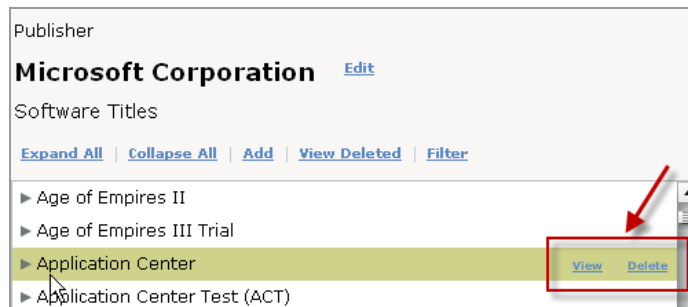 Publisher
Microsoft Corporation Edit
Software Titles
Expand All | Collapse All | Add | View Deleted | Filter
Age of Empires II
Age of Empires III Trial
Application Center View Delete
Application Center Test (ACT)